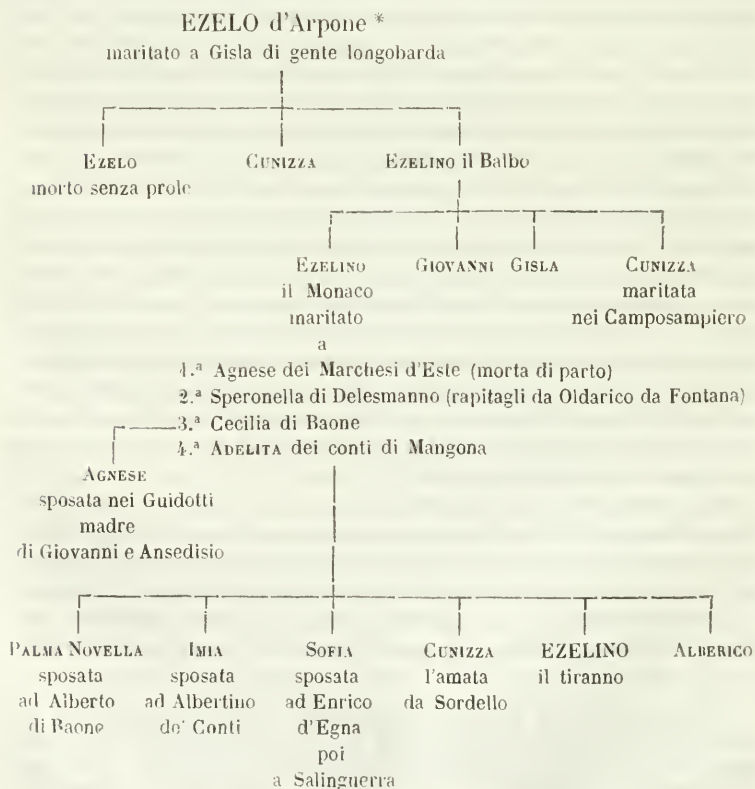 EZELO d'Arpone *
maritato a Gisla di gente longobarda
EZELO
morto senza prole
CUNIZZA
EZELINO il Balbo
EZELINO
il Monaco
maritato
a
GIOVANNI
GISLA
CUNIZZA
maritata
nei Camposampiero
1.ª Agnese dei Marchesi d'Este (morta di parto)
2.ª Speronella di Delesmanno (rapitagli da Oldarico da Fontana)
3.ª Cecilia di Baone
4.ª ADELITA dei conti di Mangona
AGNESE
sposata nei Guidotti
madre
di Giovanni e Ansedisio
PALMA NOVELLA
sposata
ad Alberto
di Baone
IMIA
sposata
ad Albertino
de' Conti
SOFIA
sposata
ad Enrico
d'Egna
poi
a Salinguerra
CUNIZZA
l'amata
da Sordello
EZELINO
il tiranno
ALBERICO